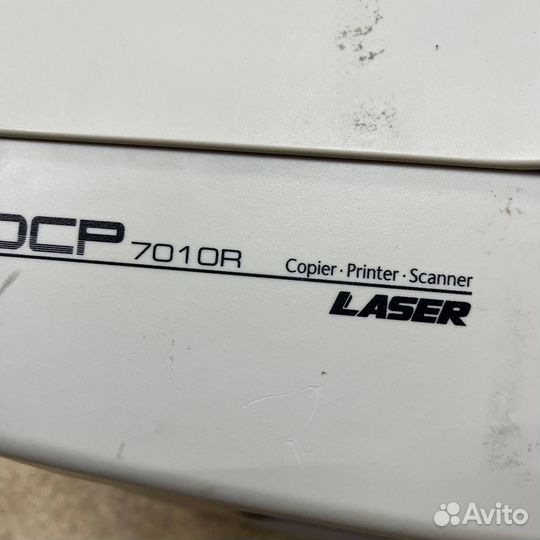 DCP 7010R Copier·Printer·Scanner
LASER
Avito